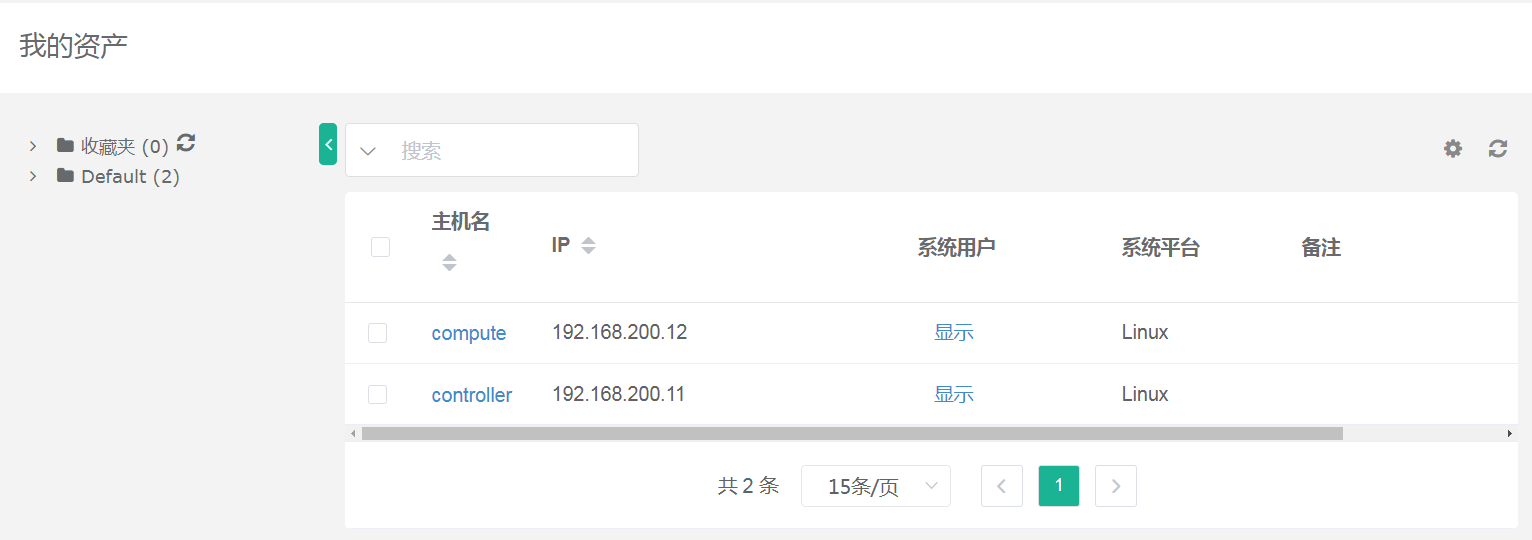 我的资产
收藏夹 (0)
Default (2)
搜索
主机名 IP 系统用户 系统平台 备注
compute 192.168.200.12 显示 Linux
controller 192.168.200.11 显示 Linux
共 2 条 15条/页 1